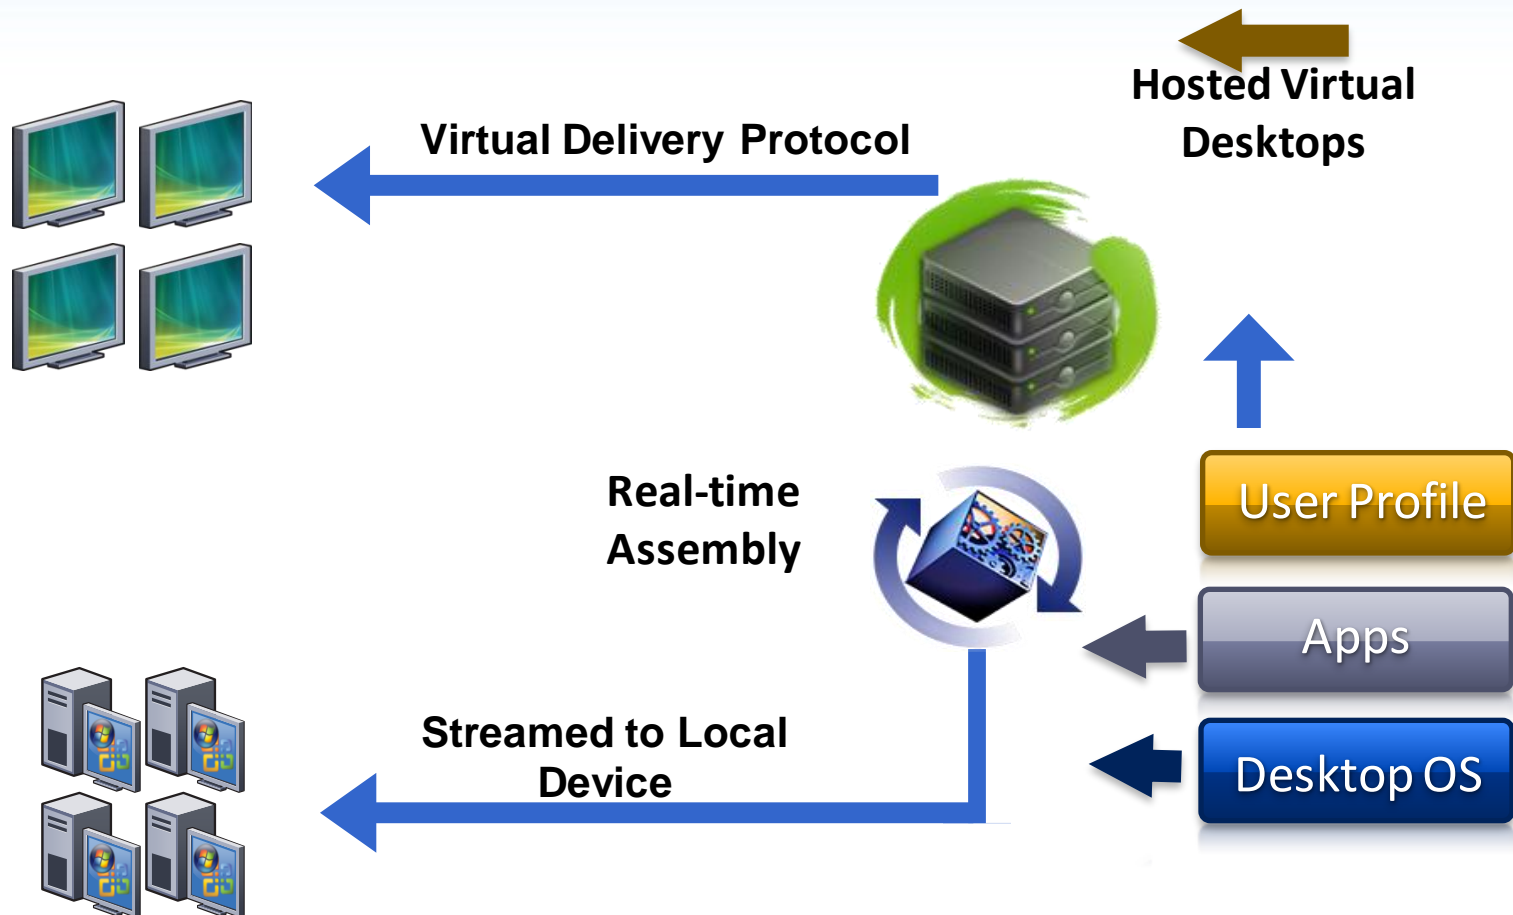 Hosted Virtual
Desktops
Virtual Delivery Protocol
Real-time
Assembly
User Profile
Apps
Streamed to Local
Device
Desktop OS